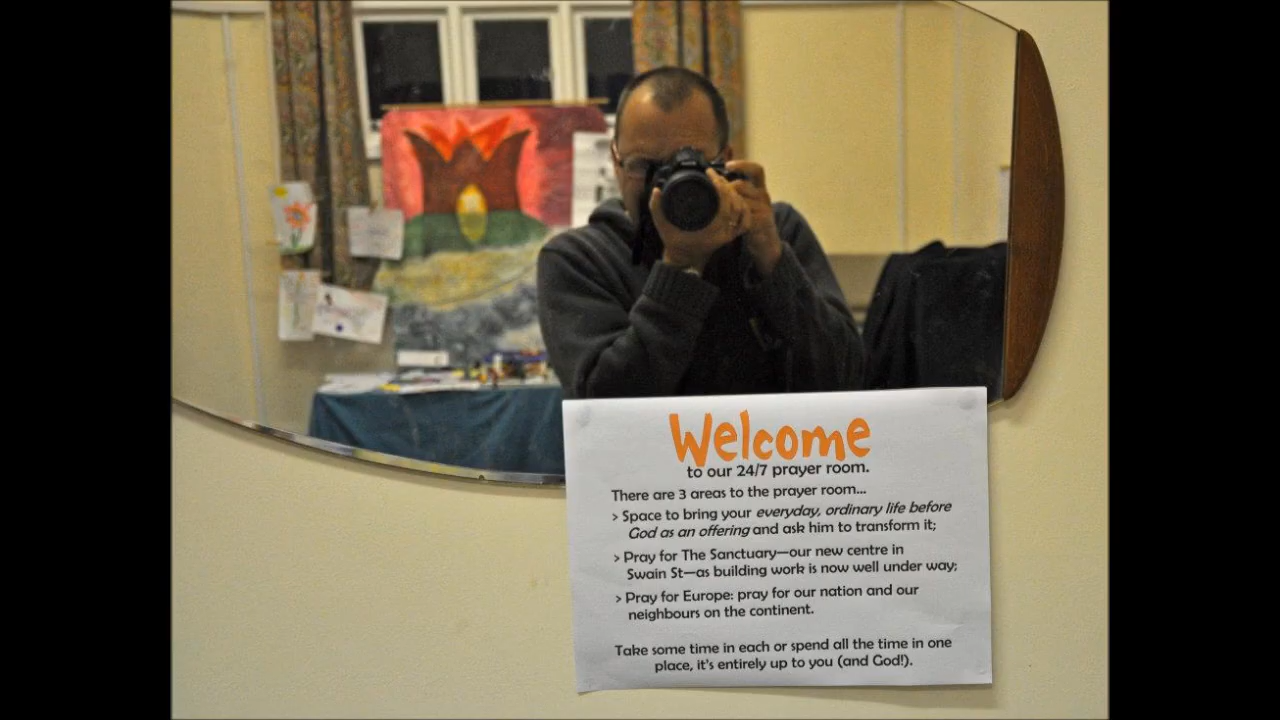 Welcome
to our 24/7 prayer room.
There are 3 areas to the prayer room...
> Space to bring your everyday, ordinary life before
God as an offering and ask him to transform it;
> Pray for The Sanctuary—our new centre in
Swain St—as building work is now well under way;
> Pray for Europe: pray for our nation and our
neighbours on the continent.
Take some time in each or spend all the time in one
place, it's entirely up to you (and God!).